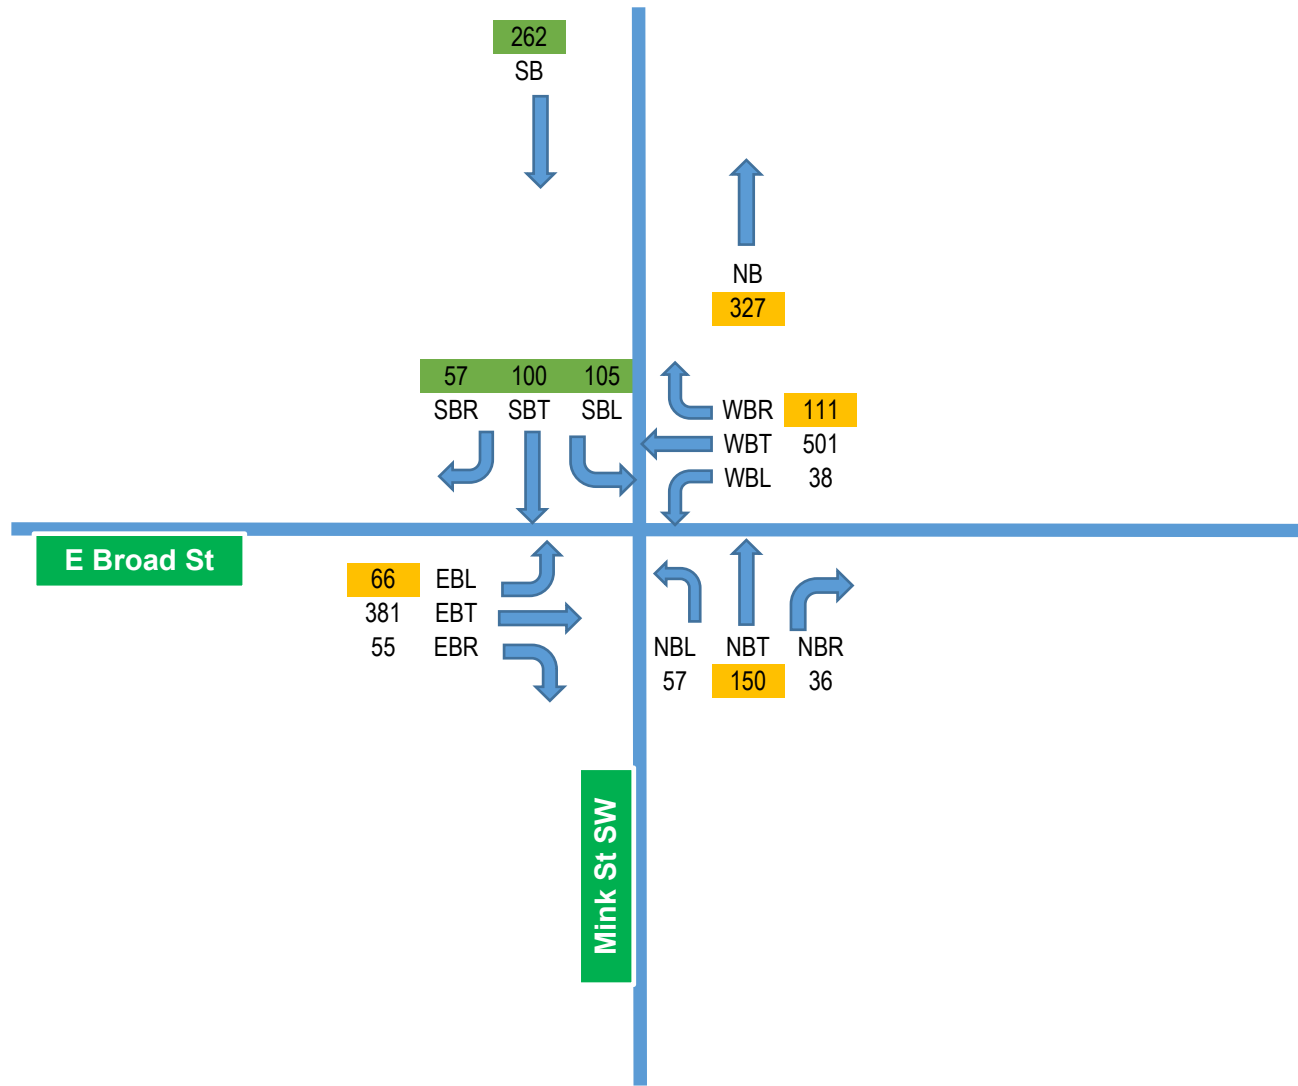 262
SB
NB
327
57 100 105
SBR SBT SBL
WBR 111
WBT 501
WBL 38
E Broad St
66 EBL
381 EBT
55 EBR
NBL NBT NBR
57 150 36
Mink St SW